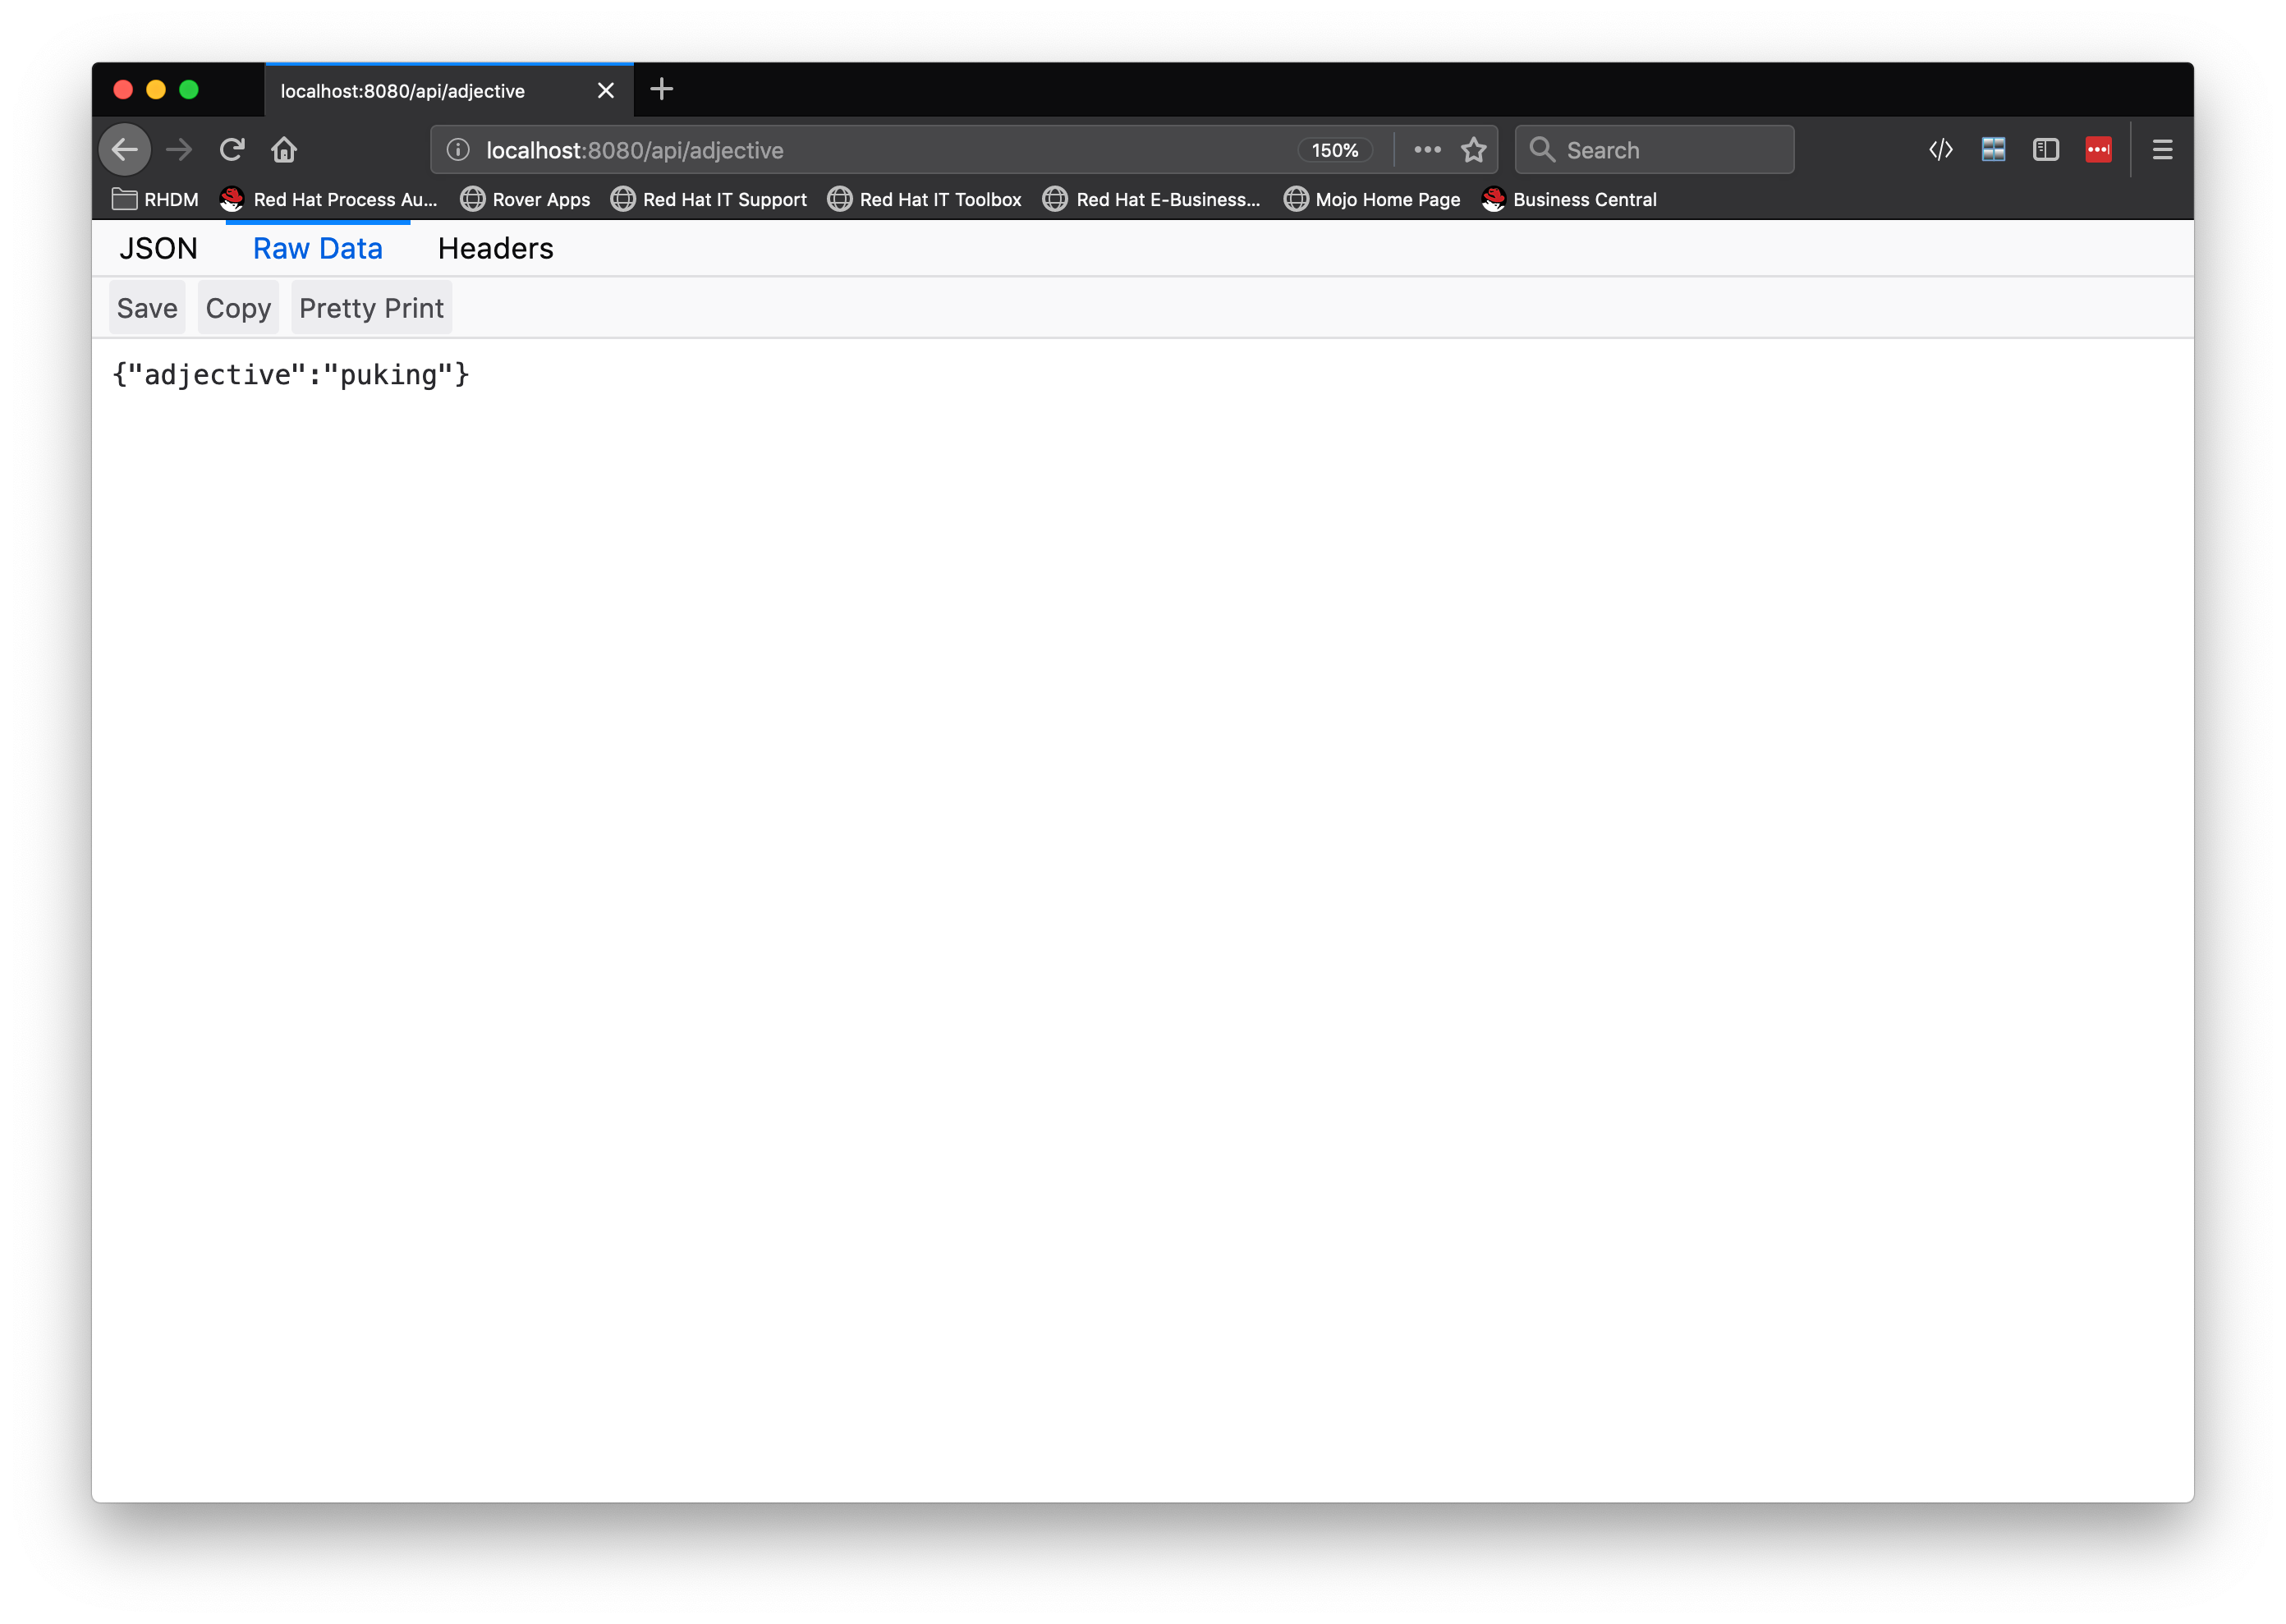 localhost:8080/api/adjective
localhost:8080/api/adjective 150% Search
RHDM Red Hat Process Au... Rover Apps Red Hat IT Support Red Hat IT Toolbox Red Hat E-Business... Mojo Home Page Business Central
JSON Raw Data Headers
Save Copy Pretty Print
{"adjective":"puking"}